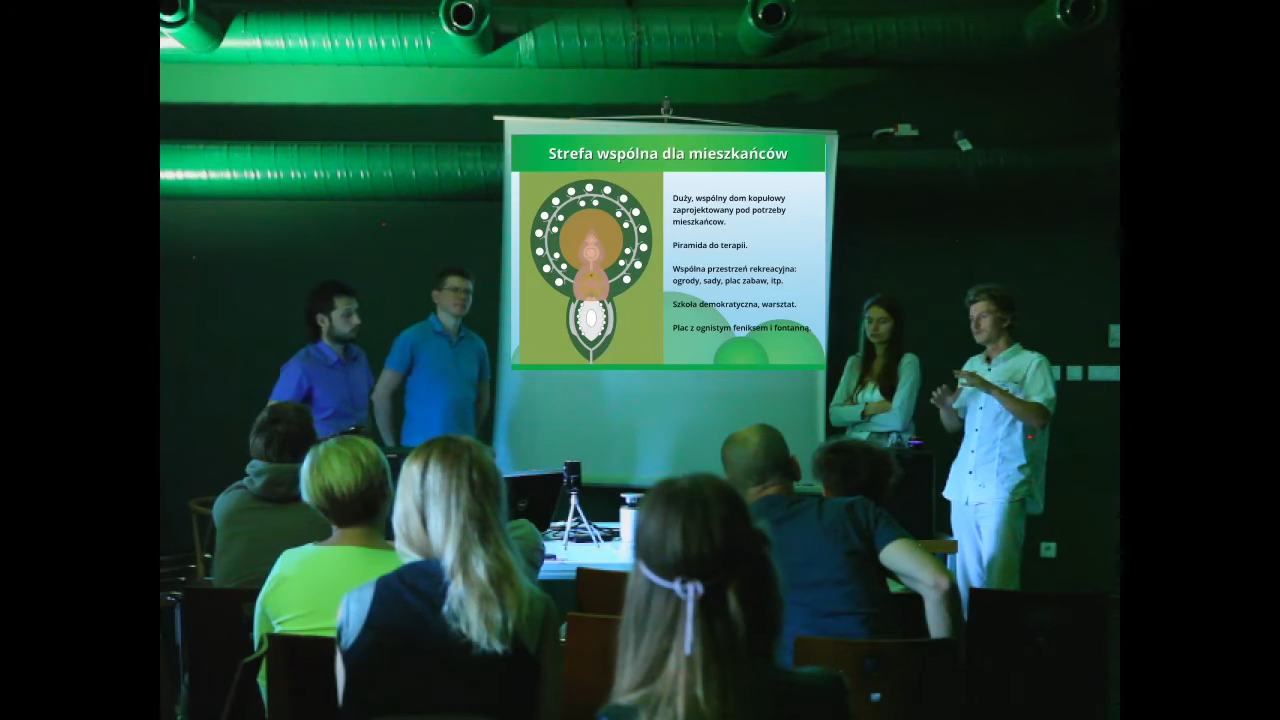 Strefa wspólna dla mieszkańców
Duży, wspólny dom kopułowy
zaprojektowany pod potrzeby
mieszkańcow.
Piramida do terapii.
Wspólna przestrzeń rekreacyjna:
ogrody, sady, plac zabaw, itp.
Szkoła demokratyczna, warsztat.
Plac z ognistym feniksem i fontanną.